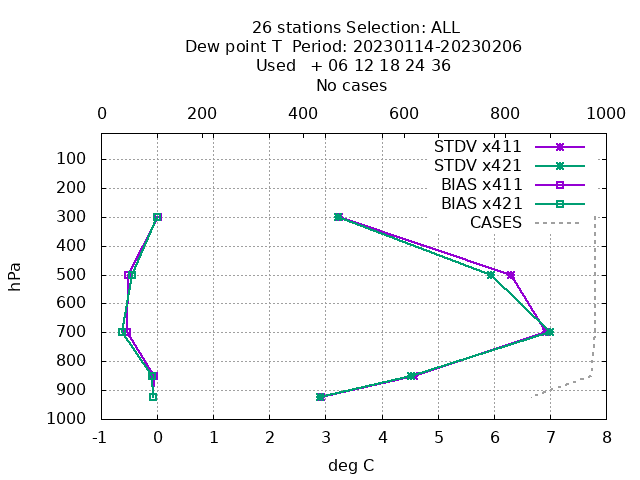 26 stations Selection: ALL
Dew point T  Period: 20230114-20230206
Used   + 06 12 18 24 36
No cases
0 200 400 600 800 1000
STDV x411
STDV x421
BIAS x411
BIAS x421
CASES
100
200
300
400
500
600
700
800
900
1000
hPa
-1 0 1 2 3 4 5 6 7 8
deg C